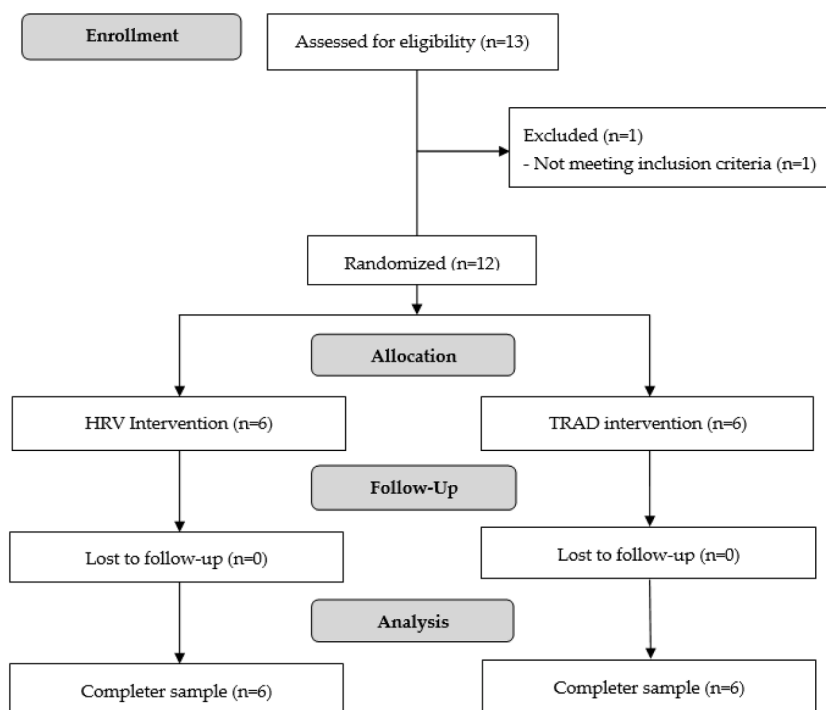 Enrollment
Assessed for eligibility (n=13)
Excluded (n=1)
- Not meeting inclusion criteria (n=1)
Randomized (n=12)
Allocation
HRV Intervention (n=6)
TRAD intervention (n=6)
Follow-Up
Lost to follow-up (n=0)
Lost to follow-up (n=0)
Analysis
Completer sample (n=6)
Completer sample (n=6)